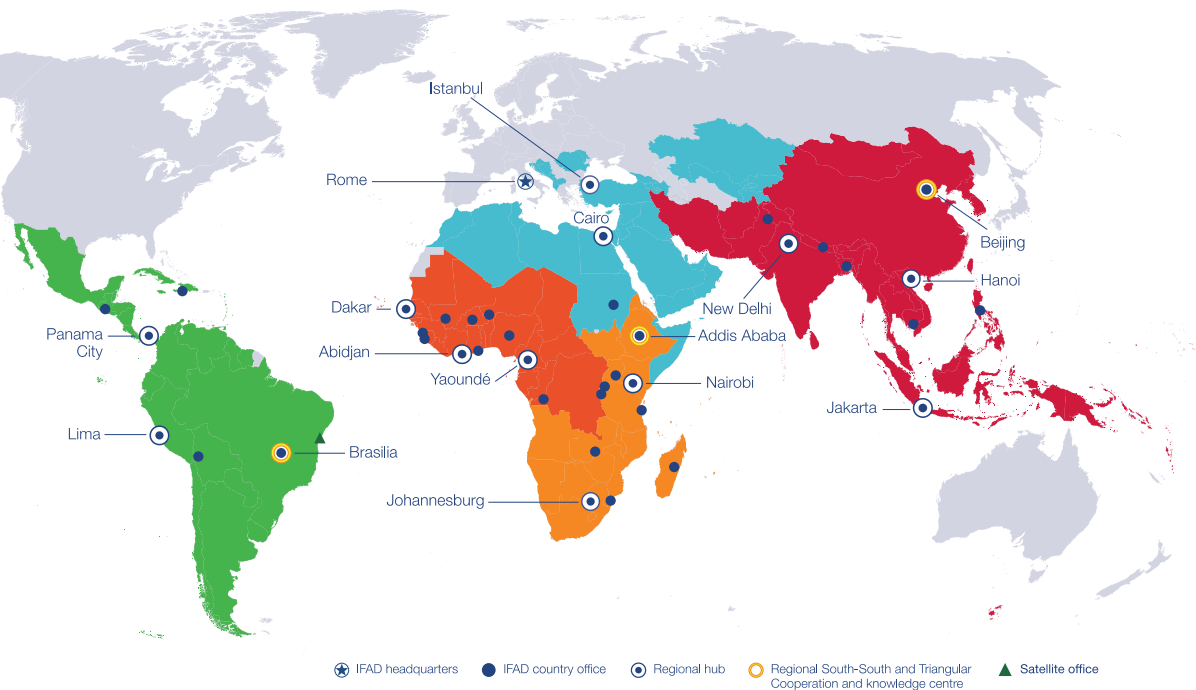 Istanbul
Rome
Cairo
Beijing
Hanoi
New Delhi
Dakar
Addis Ababa
Panama
City
Abidjan
Yaoundé
Nairobi
Jakarta
Lima
Brasilia
Johannesburg
IFAD headquarters
IFAD country office
Regional hub
Regional South-South and Triangular
Cooperation and knowledge centre
Satellite office